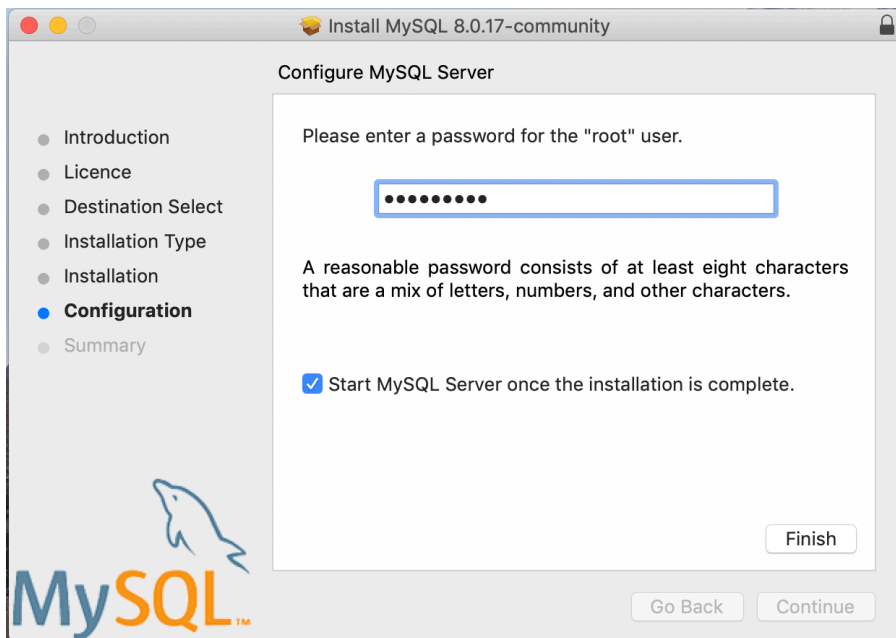 Install MySQL 8.0.17-community
Configure MySQL Server
Introduction
Licence
Destination Select
Installation Type
Installation
Configuration
Summary
Please enter a password for the "root" user.
•••••••••
A reasonable password consists of at least eight characters
that are a mix of letters, numbers, and other characters.
Start MySQL Server once the installation is complete.
Finish
MySQL™
Go Back
Continue